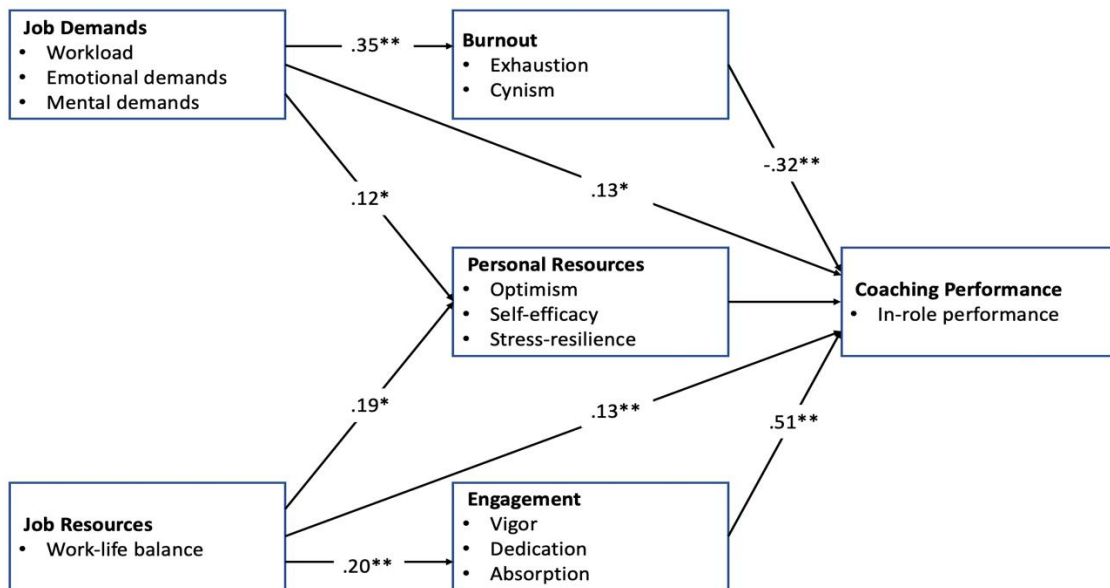 Job Demands
• Workload
• Emotional demands
• Mental demands
.35**
Burnout
• Exhaustion
• Cynism
-.32**
.12*
.13*
Personal Resources
• Optimism
• Self-efficacy
• Stress-resilience
Coaching Performance
• In-role performance
.19*
.13**
.51**
Job Resources
• Work-life balance
.20**
Engagement
• Vigor
• Dedication
• Absorption